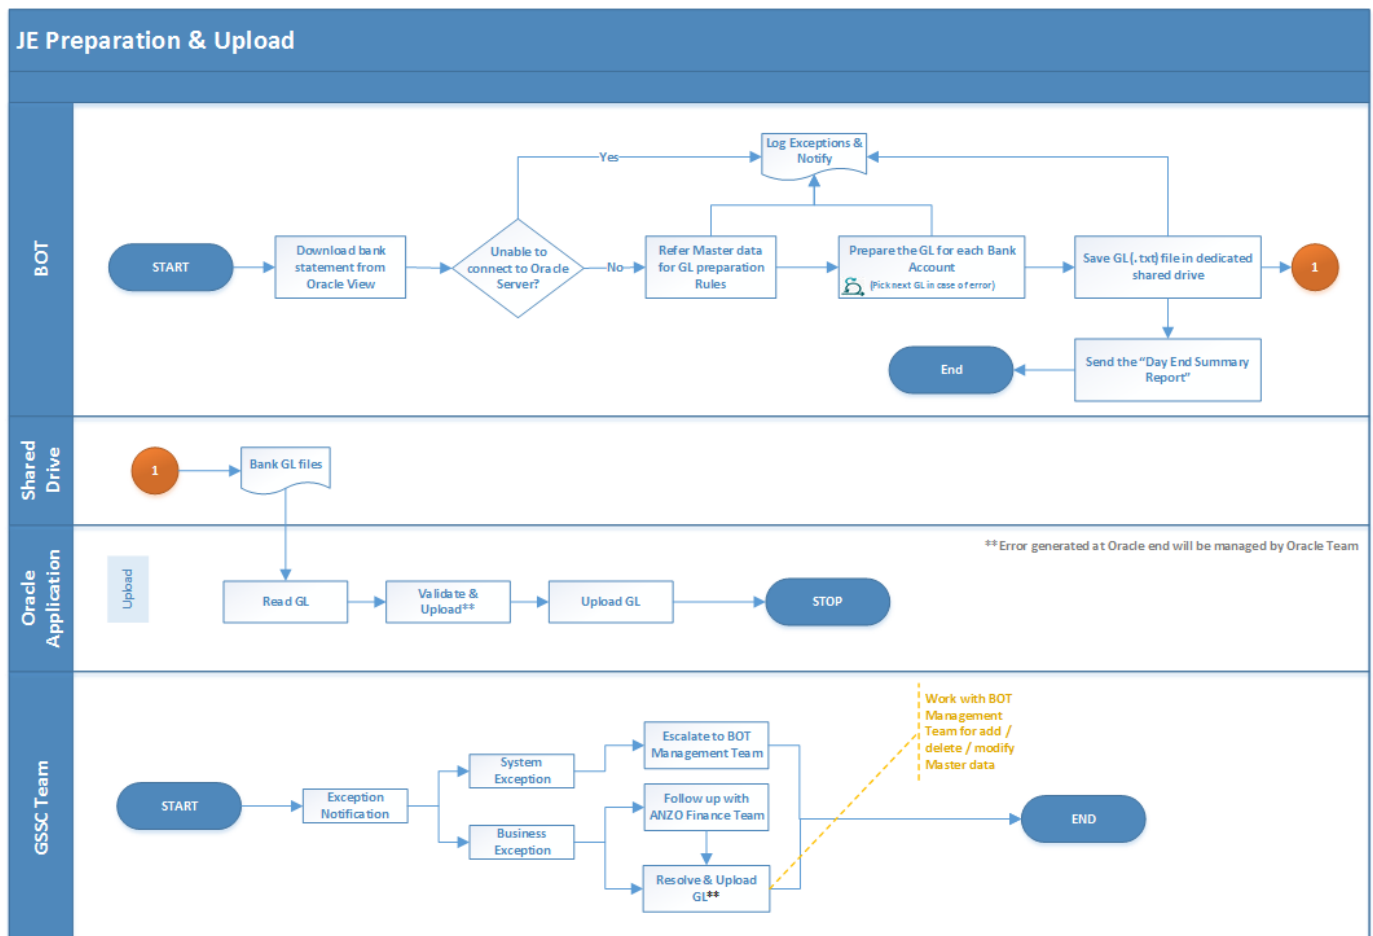 JE Preparation & Upload
BOT
START
Download bank
statement from
Oracle View
Unable to
connect to Oracle
Server?
Yes
No
Log Exceptions &
Notify
Refer Master data
for GL preparation
Rules
Prepare the GL for each Bank
Account
(Pick next GL in case of error)
Save GL(.txt) file in dedicated
shared drive
1
Send the “Day End Summary
Report”
End
Shared
Drive
1
Bank GL files
Oracle
Application
**Error generated at Oracle end will be managed by Oracle Team
Upload
Read GL
Validate &
Upload**
Upload GL
STOP
GSSC Team
START
Exception
Notification
System
Exception
Business
Exception
Escalate to BOT
Management Team
Follow up with
ANZO Finance Team
Resolve & Upload
GL**
Work with BOT
Management
Team for add /
delete / modify
Master data
END